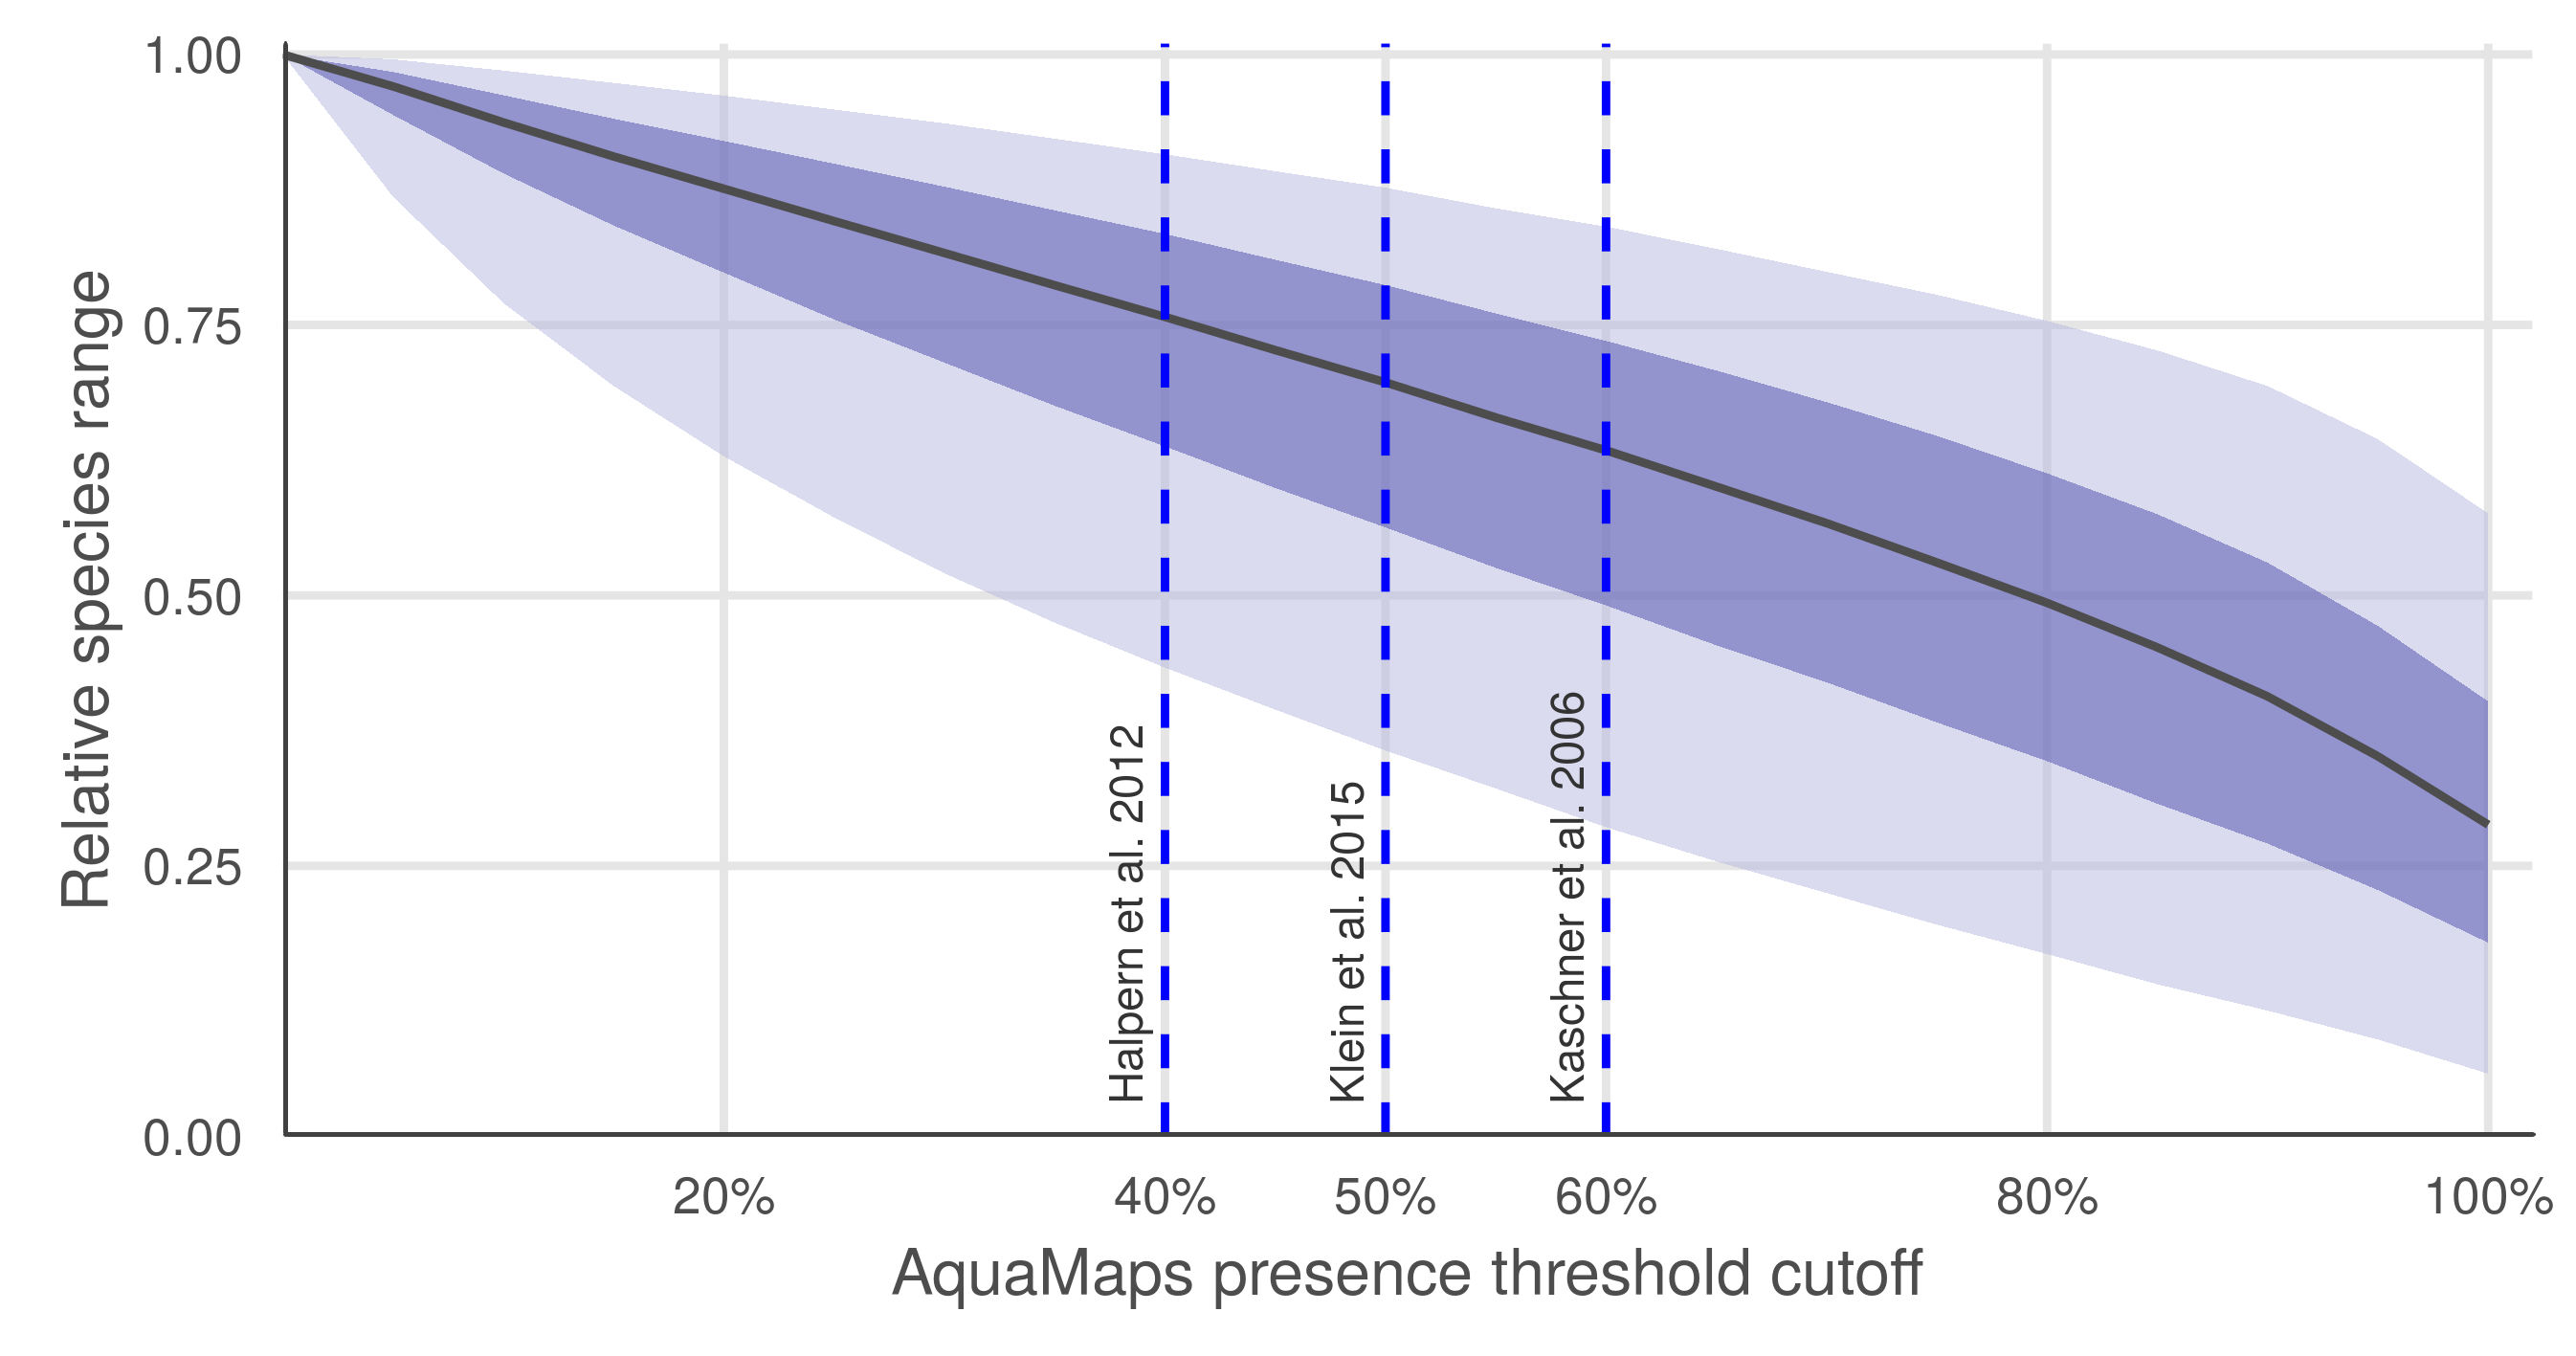 1.00
0.75
0.50
0.25
0.00
Relative species range
Halpern et al. 2012
Klein et al. 2015
Kaschner et al. 2006
20%
40%
50%
60%
80%
100%
AquaMaps presence threshold cutoff